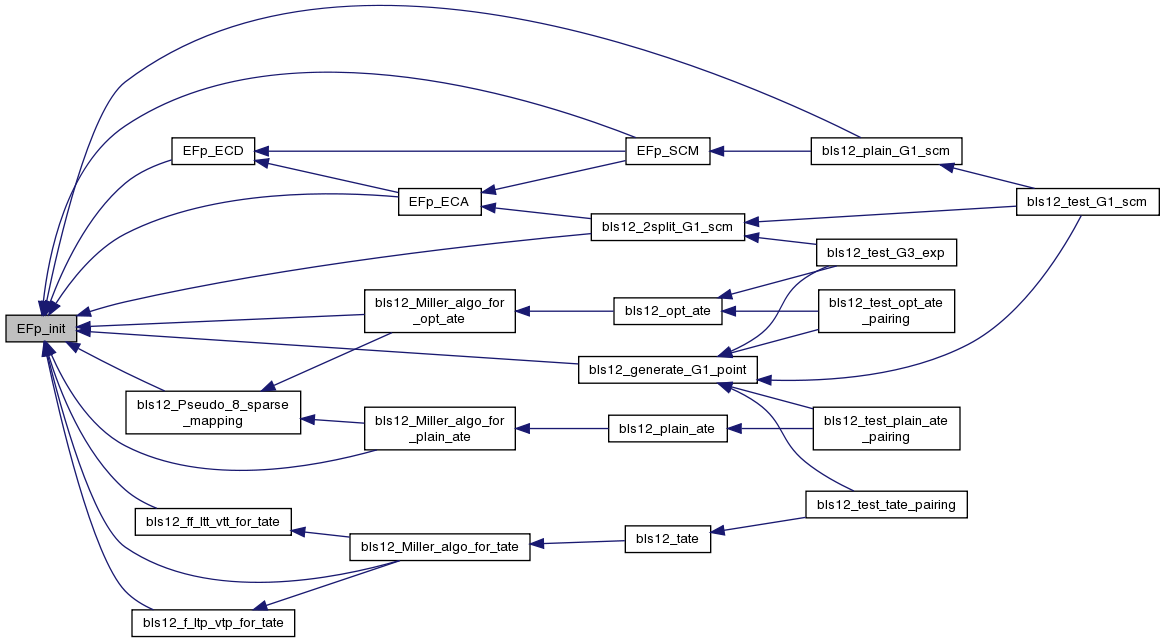 EFp_init
EFp_ECD
EFp_SCM
bls12_plain_G1_scm
EFp_ECA
bls12_test_G1_scm
bls12_2split_G1_scm
bls12_test_G3_exp
bls12_Miller_algo_for
_opt_ate
bls12_opt_ate
bls12_test_opt_ate
_pairing
bls12_generate_G1_point
bls12_Pseudo_8_sparse
_mapping
bls12_Miller_algo_for
_plain_ate
bls12_plain_ate
bls12_test_plain_ate
_pairing
bls12_test_tate_pairing
bls12_ff_ltt_vtt_for_tate
bls12_Miller_algo_for_tate
bls12_tate
bls12_f_ltp_vtp_for_tate